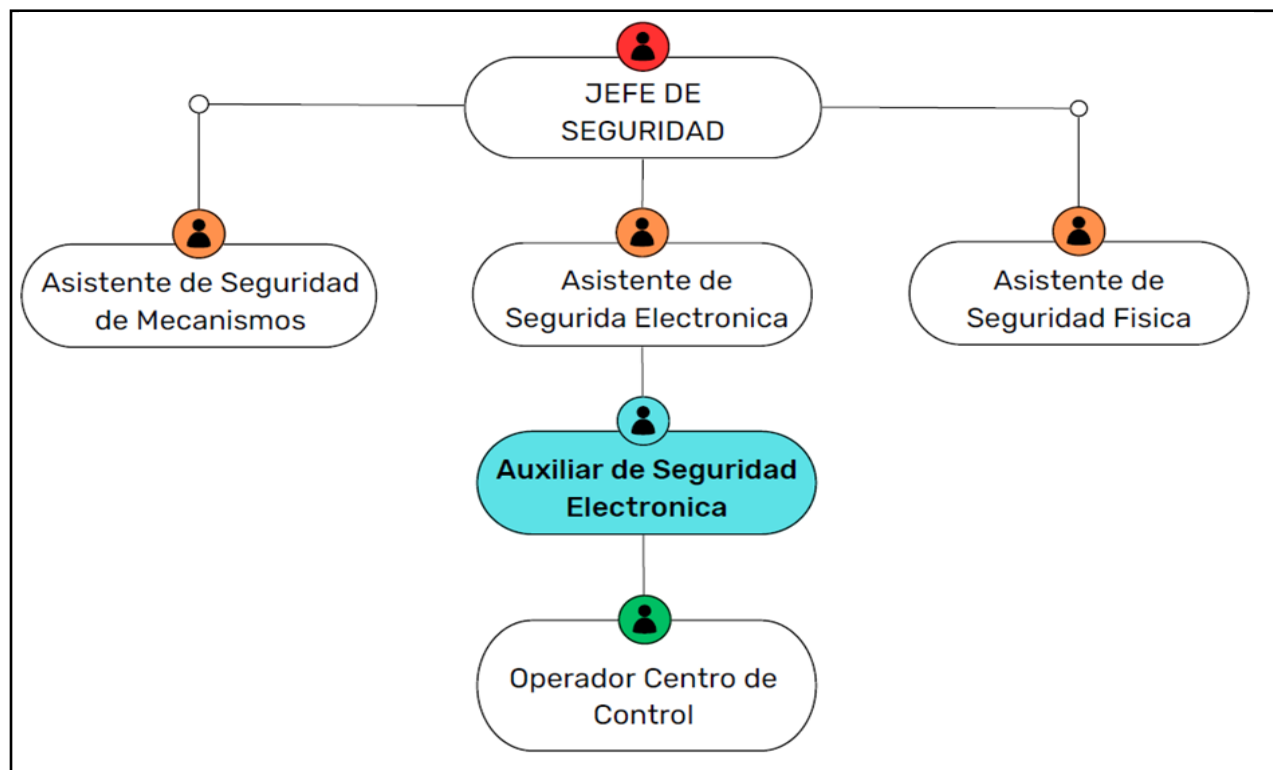 JEFE DE
SEGURIDAD
Asistente de Seguridad
de Mecanismos
Asistente de
Segurida Electronica
Asistente de
Seguridad Fisica
Auxiliar de Seguridad
Electronica
Operador Centro de
Control